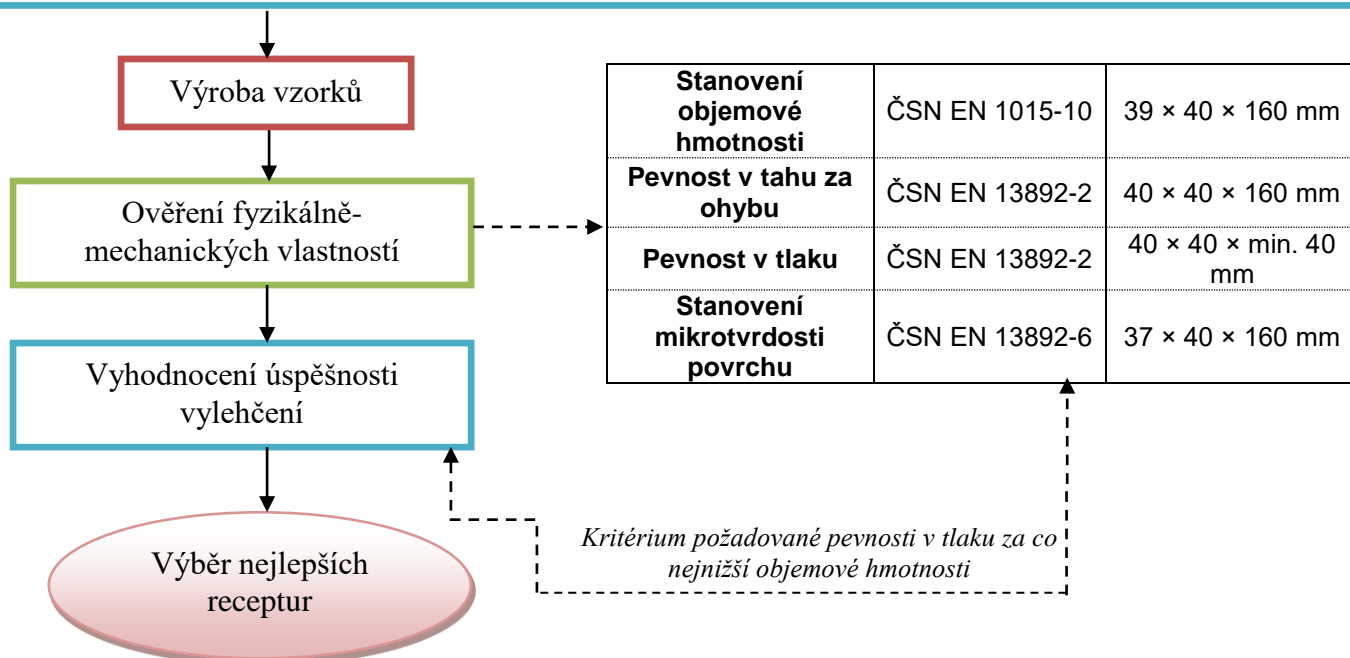 Výroba vzorků
Ověření fyzikálně-
mechanických vlastností
Vyhodnocení úspěšnosti
vylehčení
Výběr nejlepších
receptur
Stanovení
objemové
hmotnosti
ČSN EN 1015-10
39 × 40 × 160 mm
Pevnost v tahu za
ohybu
ČSN EN 13892-2
40 × 40 × 160 mm
Pevnost v tlaku
ČSN EN 13892-2
40 × 40 × min. 40
mm
Stanovení
mikrotvrdosti
povrchu
ČSN EN 13892-6
37 × 40 × 160 mm
Kritérium požadované pevnosti v tlaku za co
nejnižší objemové hmotnosti